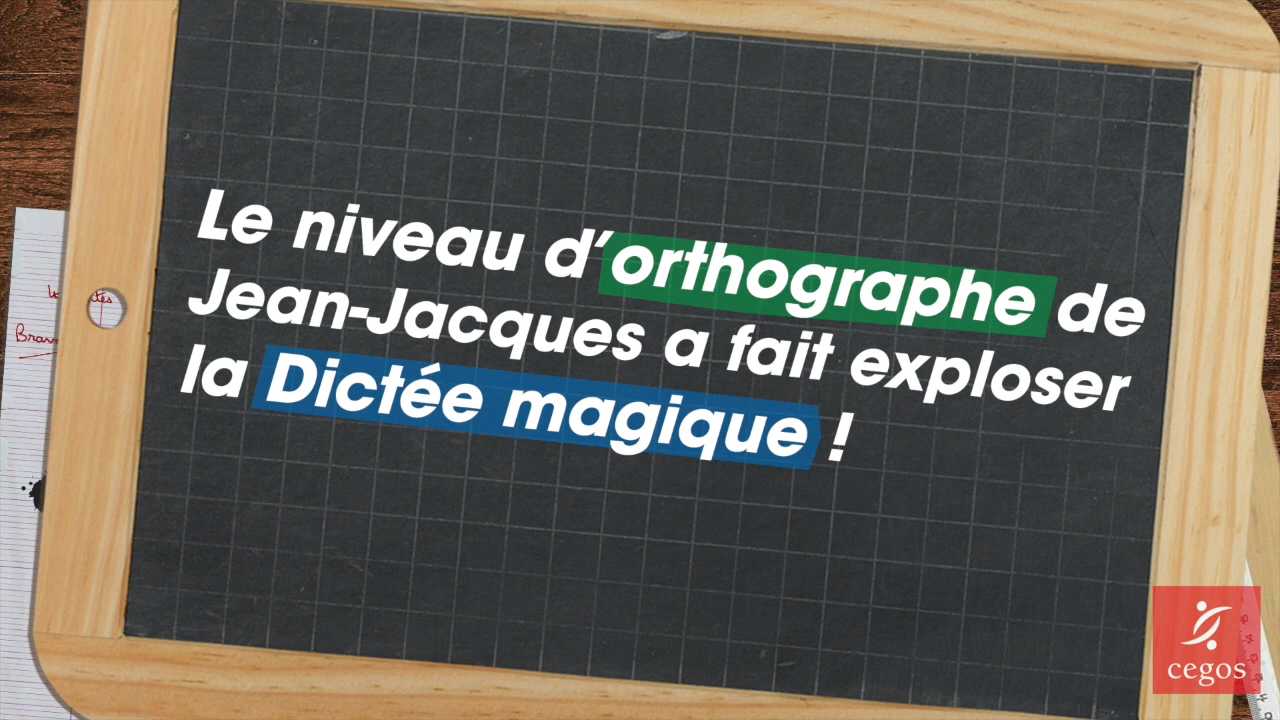 Le niveau d'orthographe de
Jean-Jacques a fait exploser
la Dictée magique !
cegos